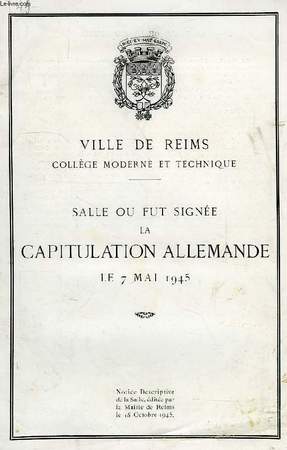 VILLE DE REIMS
COLLÈGE MODERNE ET TECHNIQUE
SALLE OU FUT SIGNÉE
LA
CAPITULATION ALLEMANDE
LE 7 MAI 1945
Notice Descriptive
de la Salle, éditée par
la Mairie de Reims
le 18 Octobre 1945.